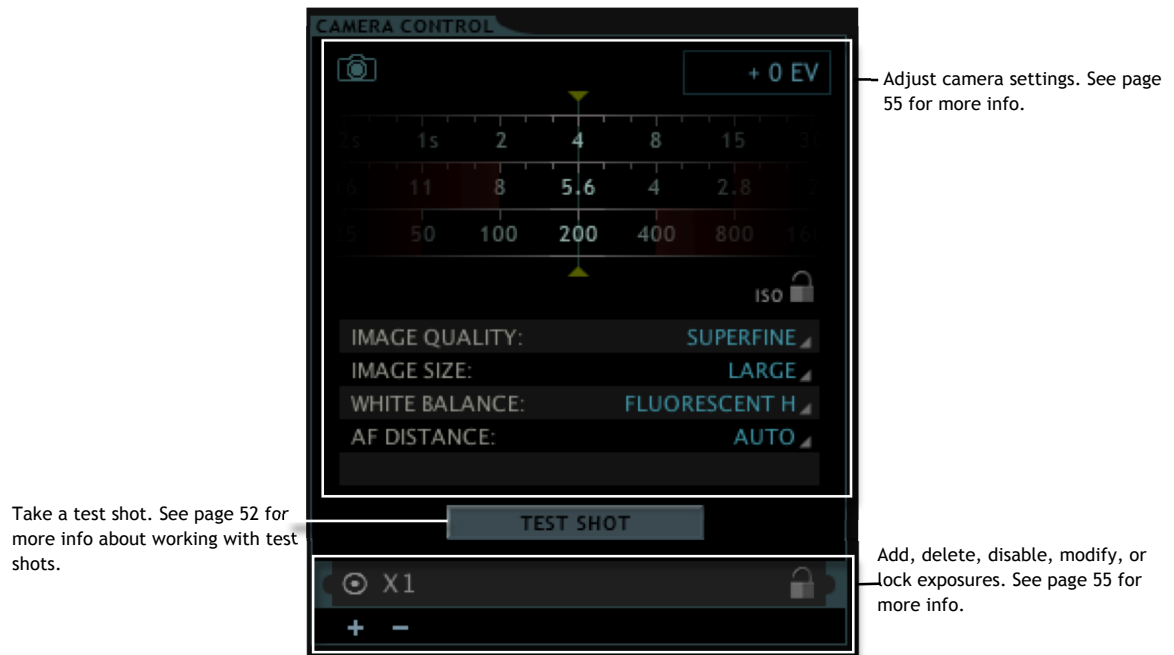 CAMERA CONTROL
+ 0 EV
Adjust camera settings. See page
55 for more info.
1s 2 4 8 15
11 8 5.6 4 2.8
50 100 200 400 800
ISO
IMAGE QUALITY: SUPERFINE
IMAGE SIZE: LARGE
WHITE BALANCE: FLUORESCENT H
AF DISTANCE: AUTO
Take a test shot. See page 52 for
more info about working with test
shots.
TEST SHOT
Add, delete, disable, modify, or
lock exposures. See page 55 for
more info.
X1
+ −